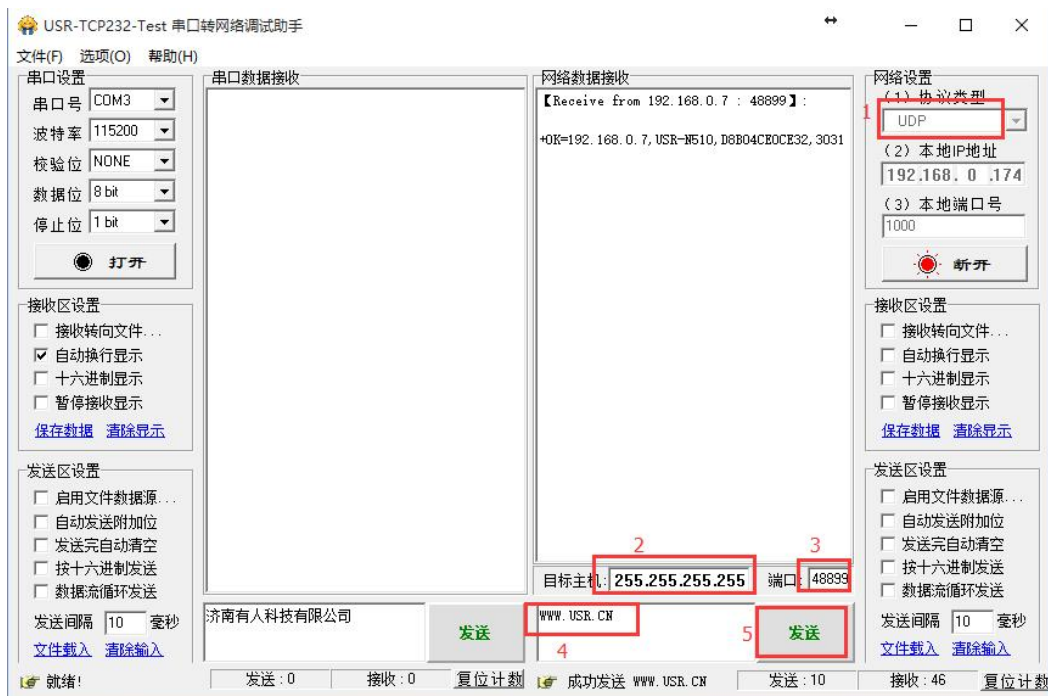 USR-TCP232-Test 串口转网络调试助手
文件(F) 选项(O) 帮助(H)
串口设置
串口号 COM3
波特率 115200
校验位 NONE
数据位 8 bit
停止位 1 bit
打开
接收区设置
接收转向文件...
自动换行显示
十六进制显示
暂停接收显示
保存数据 清除显示
发送区设置
启用文件数据源...
自动发送附加位
发送完自动清空
按十六进制发送
数据流循环发送
发送间隔 10 毫秒
文件载入 清除输入
串口数据接收
济南有人科技有限公司
发送
网络数据接收
【Receive from 192.168.0.7 : 48899】:
+OK=192.168.0.7,USR-N510,D8B04CE0CE32,3031
2
3
目标主机: 255.255.255.255 端口: 48899
WWW.USR.CN
4
5
发送
网络设置
(1) 协议类型
1
UDP
(2) 本地IP地址
192.168. 0 .174
(3) 本地端口号
1000
断开
接收区设置
接收转向文件...
自动换行显示
十六进制显示
暂停接收显示
保存数据 清除显示
发送区设置
启用文件数据源...
自动发送附加位
发送完自动清空
按十六进制发送
数据流循环发送
发送间隔 10 毫秒
文件载入 清除输入
就绪! 发送:0 接收:0 复位计数
成功发送 WWW.USR.CN 发送:10 接收:46 复位计数